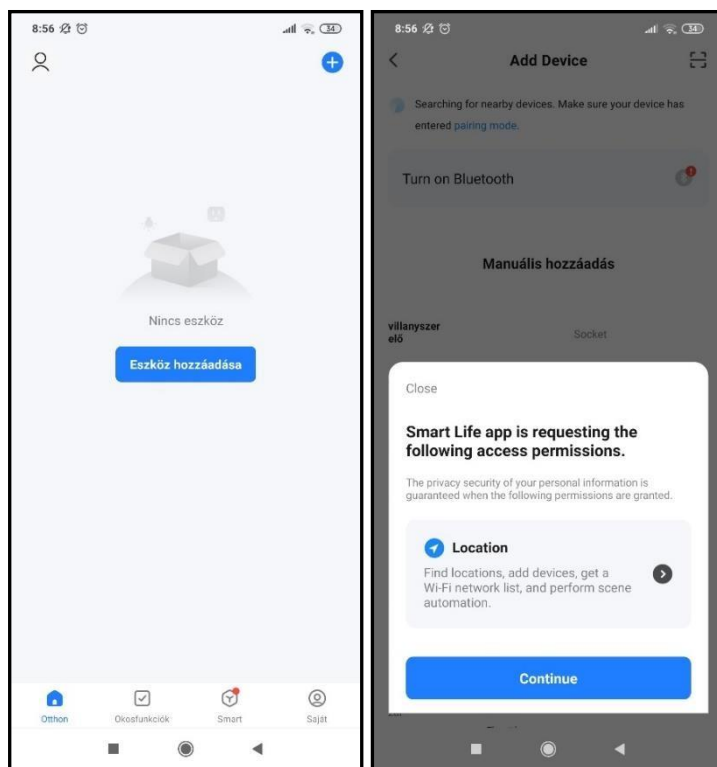 8:56
34
Nincs eszköz
Eszköz hozzáadása
Otthon
Okosfunkciók
Smart
Saját
8:56
34
Add Device
Searching for nearby devices. Make sure your device has
entered pairing mode.
Turn on Bluetooth
Manuális hozzáadás
villanyszer
elő
Socket
Close
Smart Life app is requesting the
following access permissions.
The privacy security of your personal information is
guaranteed when the following permissions are granted.
Location
Find locations, add devices, get a
Wi-Fi network list, and perform scene
automation.
Continue